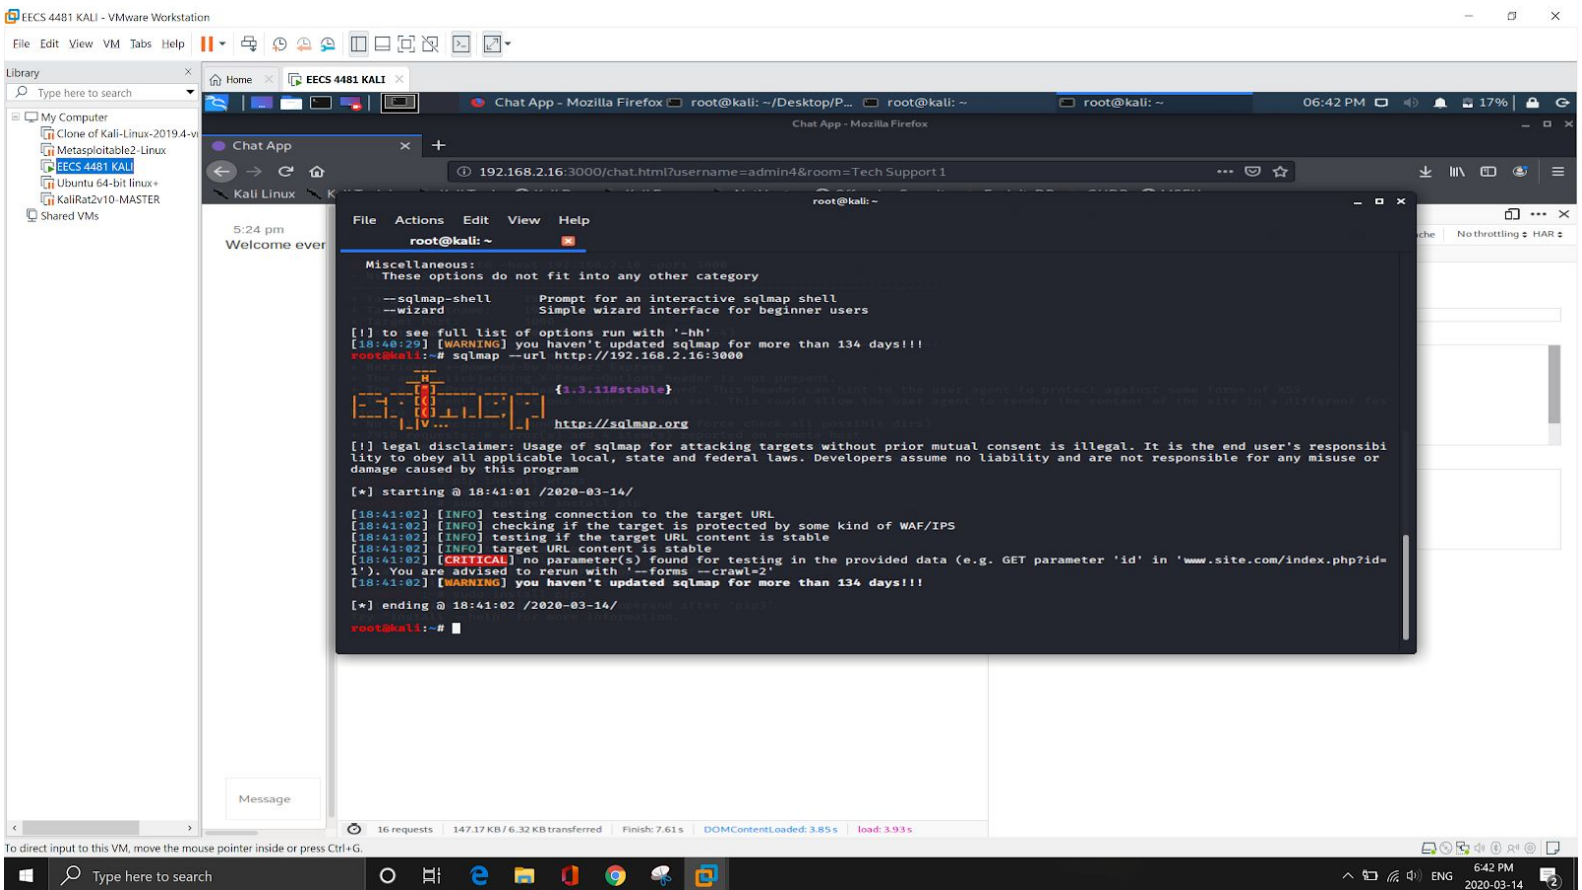 EECS 4481 KALI - VMware Workstation
File Edit View VM Tabs Help
Library
Type here to search
My Computer
Clone of Kali-Linux-2019.4-v
Metasploitable2-Linux
EECS 4481 KALI
Ubuntu 64-bit linux+
KaliRat2v10-MASTER
Shared VMs
Home
EECS 4481 KALI
Chat App - Mozilla Firefox
root@kali: ~/Desktop/P...
root@kali: ~
root@kali: ~
06:42 PM
17%
Chat App - Mozilla Firefox
Chat App
192.168.2.16:3000/chat.html?username=admin4&room=Tech Support 1
Kali Linux
5:24 pm
Welcome ever
Message
root@kali: ~
File Actions Edit View Help
root@kali: ~
Miscellaneous:
These options do not fit into any other category
--sqlmap-shell Prompt for an interactive sqlmap shell
--wizard Simple wizard interface for beginner users
[!] to see full list of options run with '-hh'
[18:40:29] [WARNING] you haven't updated sqlmap for more than 134 days!!!
root@kali:~# sqlmap --url http://192.168.2.16:3000
{1.3.11#stable}
http://sqlmap.org
[!] legal disclaimer: Usage of sqlmap for attacking targets without prior mutual consent is illegal. It is the end user's responsibi
lity to obey all applicable local, state and federal laws. Developers assume no liability and are not responsible for any misuse or
damage caused by this program
[*] starting @ 18:41:01 /2020-03-14/
[18:41:02] [INFO] testing connection to the target URL
[18:41:02] [INFO] checking if the target is protected by some kind of WAF/IPS
[18:41:02] [INFO] testing if the target URL content is stable
[18:41:02] [INFO] target URL content is stable
[18:41:02] [CRITICAL] no parameter(s) found for testing in the provided data (e.g. GET parameter 'id' in 'www.site.com/index.php?id=
1'). You are advised to rerun with '--forms --crawl=2'
[18:41:02] [WARNING] you haven't updated sqlmap for more than 134 days!!!
[*] ending @ 18:41:02 /2020-03-14/
root@kali:~#
che No throttling HAR
16 requests 147.17 KB / 6.32 KB transferred Finish: 7.61 s DOMContentLoaded: 3.85 s load: 3.93 s
To direct input to this VM, move the mouse pointer inside or press Ctrl+G.
Type here to search
ENG
6:42 PM
2020-03-14
2